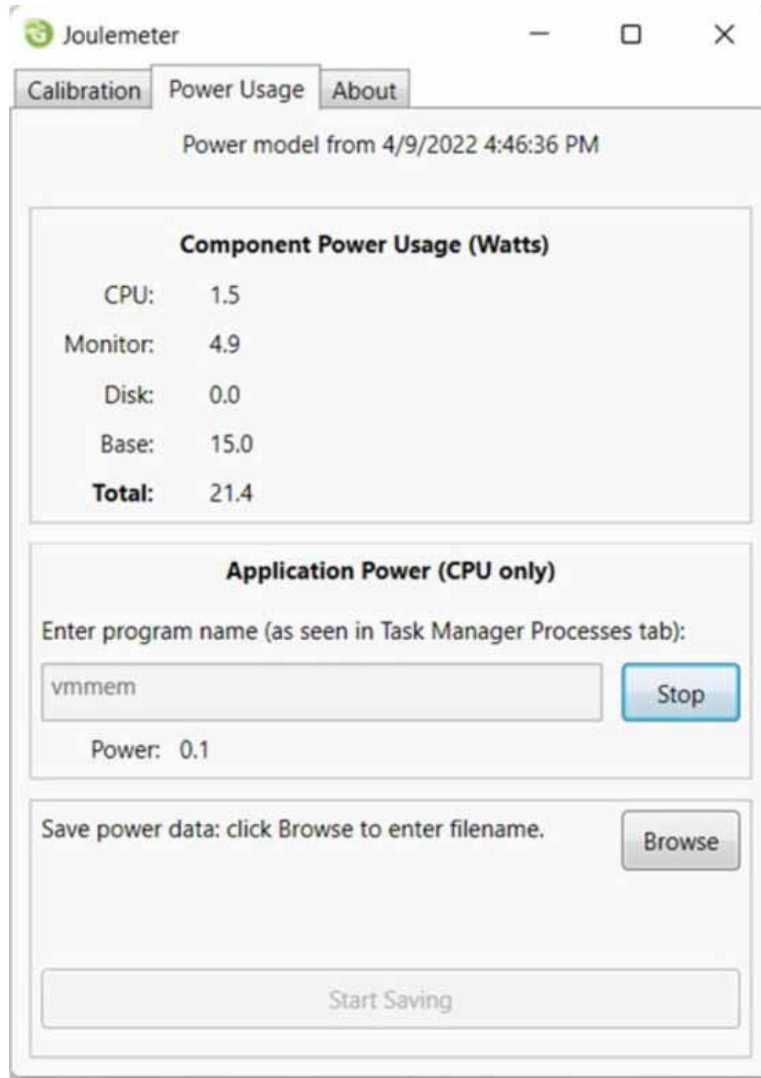 Joulemeter
Calibration Power Usage About
Power model from 4/9/2022 4:46:36 PM
Component Power Usage (Watts)
CPU: 1.5
Monitor: 4.9
Disk: 0.0
Base: 15.0
Total: 21.4
Application Power (CPU only)
Enter program name (as seen in Task Manager Processes tab):
vmmem Stop
Power: 0.1
Save power data: click Browse to enter filename. Browse
Start Saving